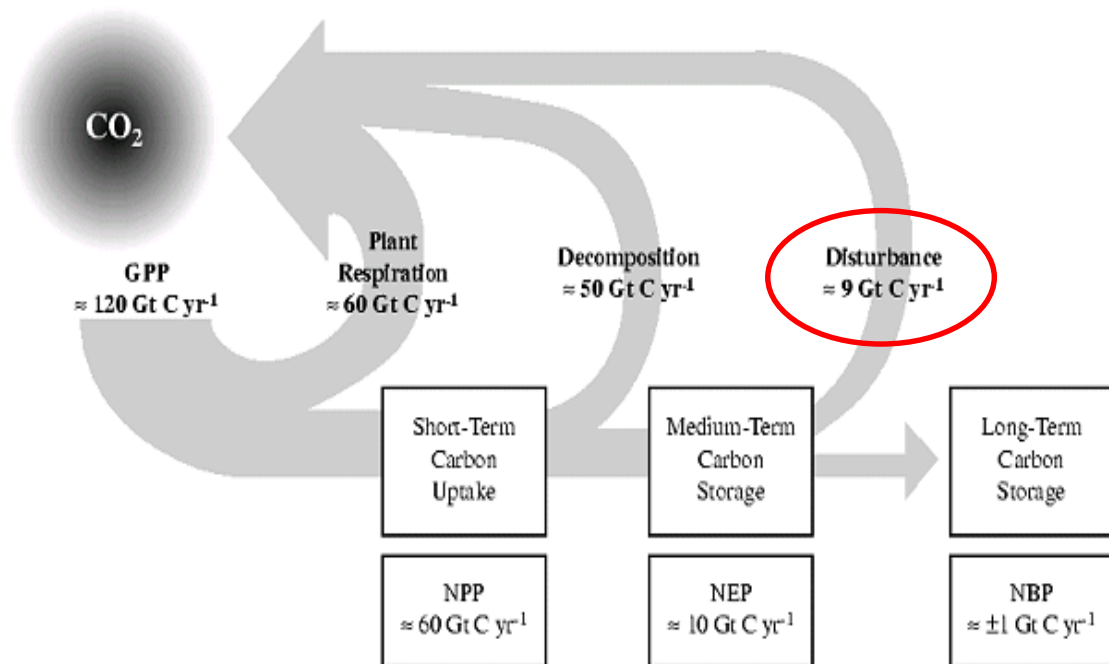 CO₂
GPP
≈ 120 Gt C yr⁻¹
Plant
Respiration
≈ 60 Gt C yr⁻¹
Decomposition
≈ 50 Gt C yr⁻¹
Disturbance
≈ 9 Gt C yr⁻¹
Short-Term
Carbon
Uptake
Medium-Term
Carbon
Storage
Long-Term
Carbon
Storage
NPP
≈ 60 Gt C yr⁻¹
NEP
≈ 10 Gt C yr⁻¹
NBP
≈ ±1 Gt C yr⁻¹